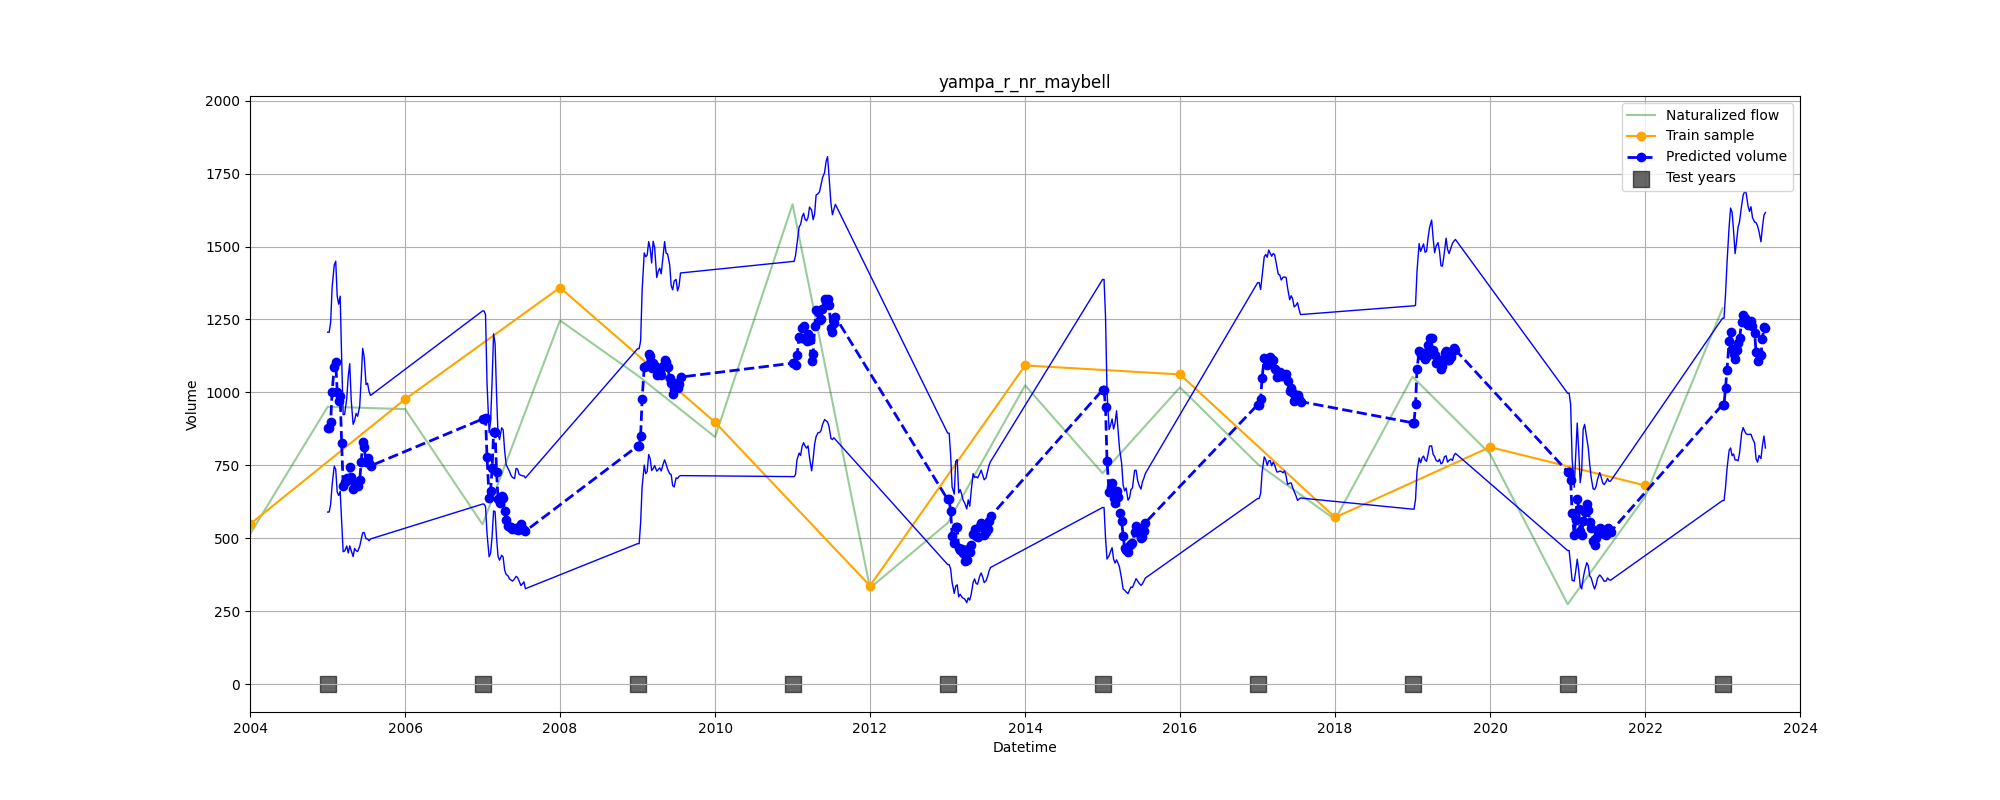 yampa_r_nr_maybell
2000
1750
1500
1250
1000
750
500
250
0
Volume
2004 2006 2008 2010 2012 2014 2016 2018 2020 2022 2024
Datetime
Naturalized flow
Train sample
Predicted volume
Test years